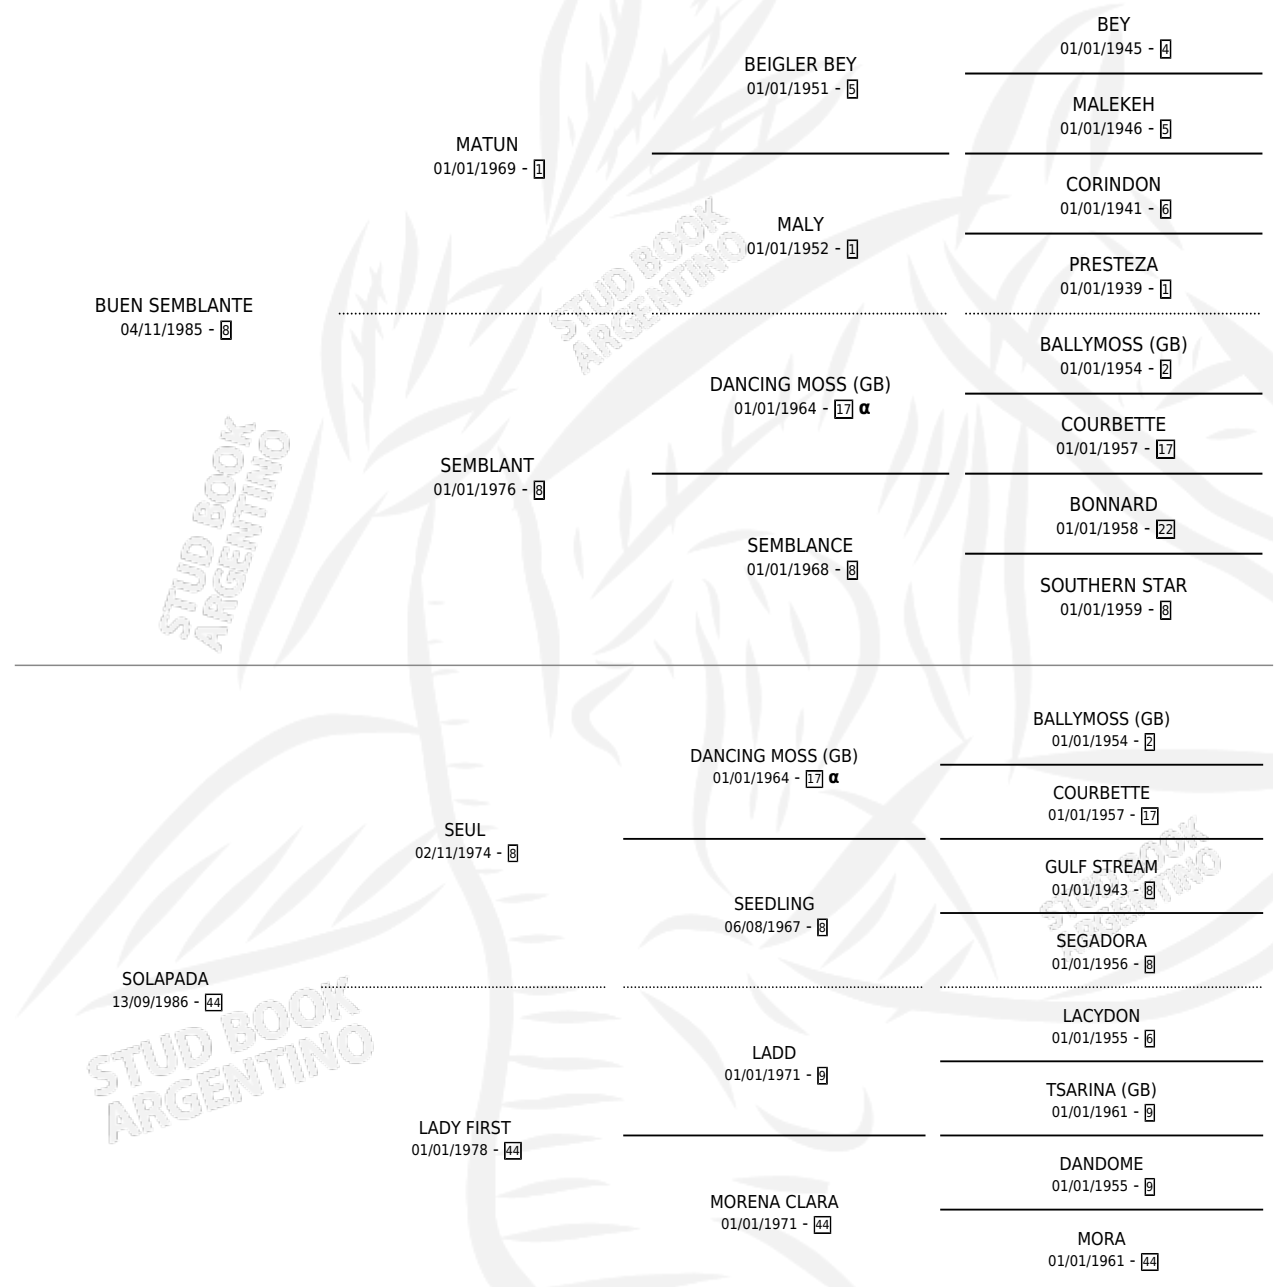 BEY
01/01/1945 - 4
BEIGLER BEY
01/01/1951 - 5
MALEKEH
01/01/1946 - 5
MATUN
01/01/1969 - 1
CORINDON
01/01/1941 - 6
MALY
01/01/1952 - 1
PRESTEZA
01/01/1939 - 1
BUEN SEMBLANTE
04/11/1985 - 8
BALLYMOSS (GB)
01/01/1954 - 2
DANCING MOSS (GB)
01/01/1964 - 17 α
COURBETTE
01/01/1957 - 17
SEMBLANT
01/01/1976 - 8
BONNARD
01/01/1958 - 22
SEMBLANCE
01/01/1968 - 8
SOUTHERN STAR
01/01/1959 - 8
BALLYMOSS (GB)
01/01/1954 - 2
DANCING MOSS (GB)
01/01/1964 - 17 α
COURBETTE
01/01/1957 - 17
SEUL
02/11/1974 - 8
GULF STREAM
01/01/1943 - 8
SEEDLING
06/08/1967 - 8
SEGADORA
01/01/1956 - 8
SOLAPADA
13/09/1986 - 44
LACYDON
01/01/1955 - 6
LADD
01/01/1971 - 9
TSARINA (GB)
01/01/1961 - 9
LADY FIRST
01/01/1978 - 44
DANDOME
01/01/1955 - 9
MORENA CLARA
01/01/1971 - 44
MORA
01/01/1961 - 44
STUD BOOK
ARGENTINO
STUD BOOK
ARGENTINO
STUD BOOK
ARGENTINO
STUD BOOK
ARGENTINO